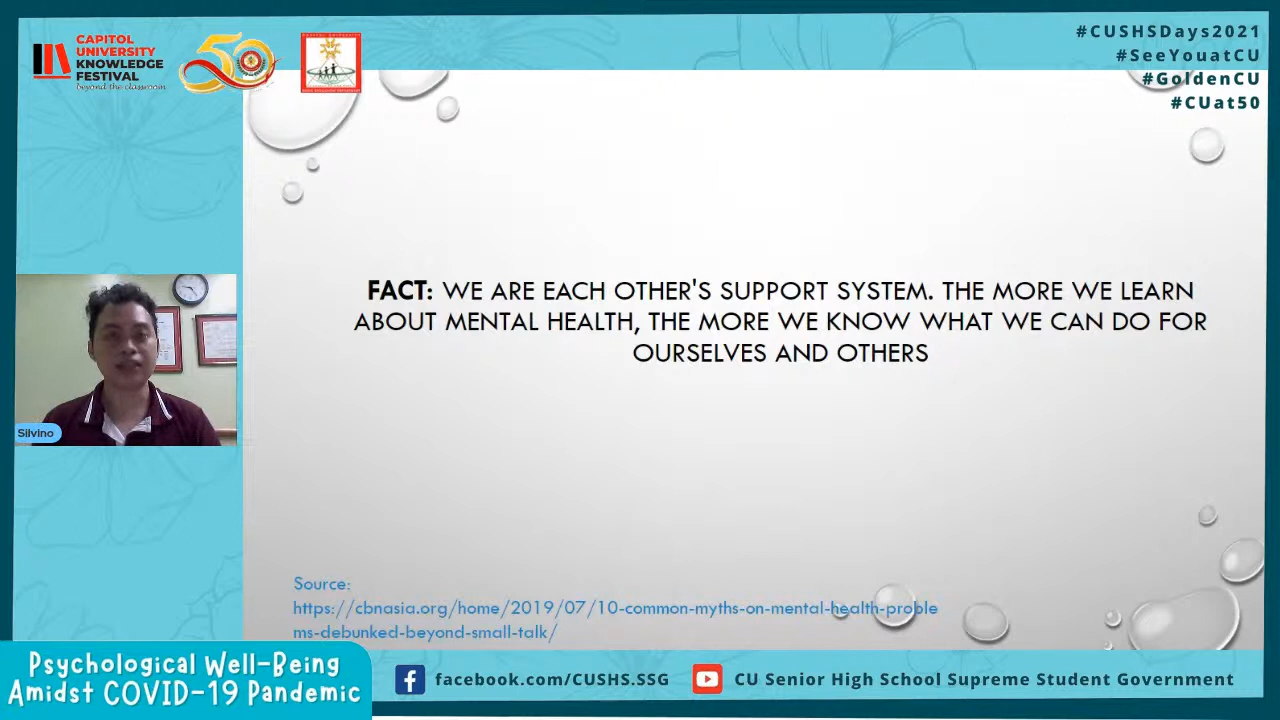 CAPITOL
UNIVERSITY
KNOWLEDGE
FESTIVAL
beyond the classroom
50
#CUSHSDays2021
#SeeYouatCU
#GoldenCU
#CUat50
FACT: WE ARE EACH OTHER'S SUPPORT SYSTEM. THE MORE WE LEARN
ABOUT MENTAL HEALTH, THE MORE WE KNOW WHAT WE CAN DO FOR
OURSELVES AND OTHERS
Silvino
Source:
https://cbnasia.org/home/2019/07/10-common-myths-on-mental-health-proble
ms-debunked-beyond-small-talk/
Psychological Well-Being
Amidst COVID-19 Pandemic
facebook.com/CUSHS.SSG
CU Senior High School Supreme Student Government